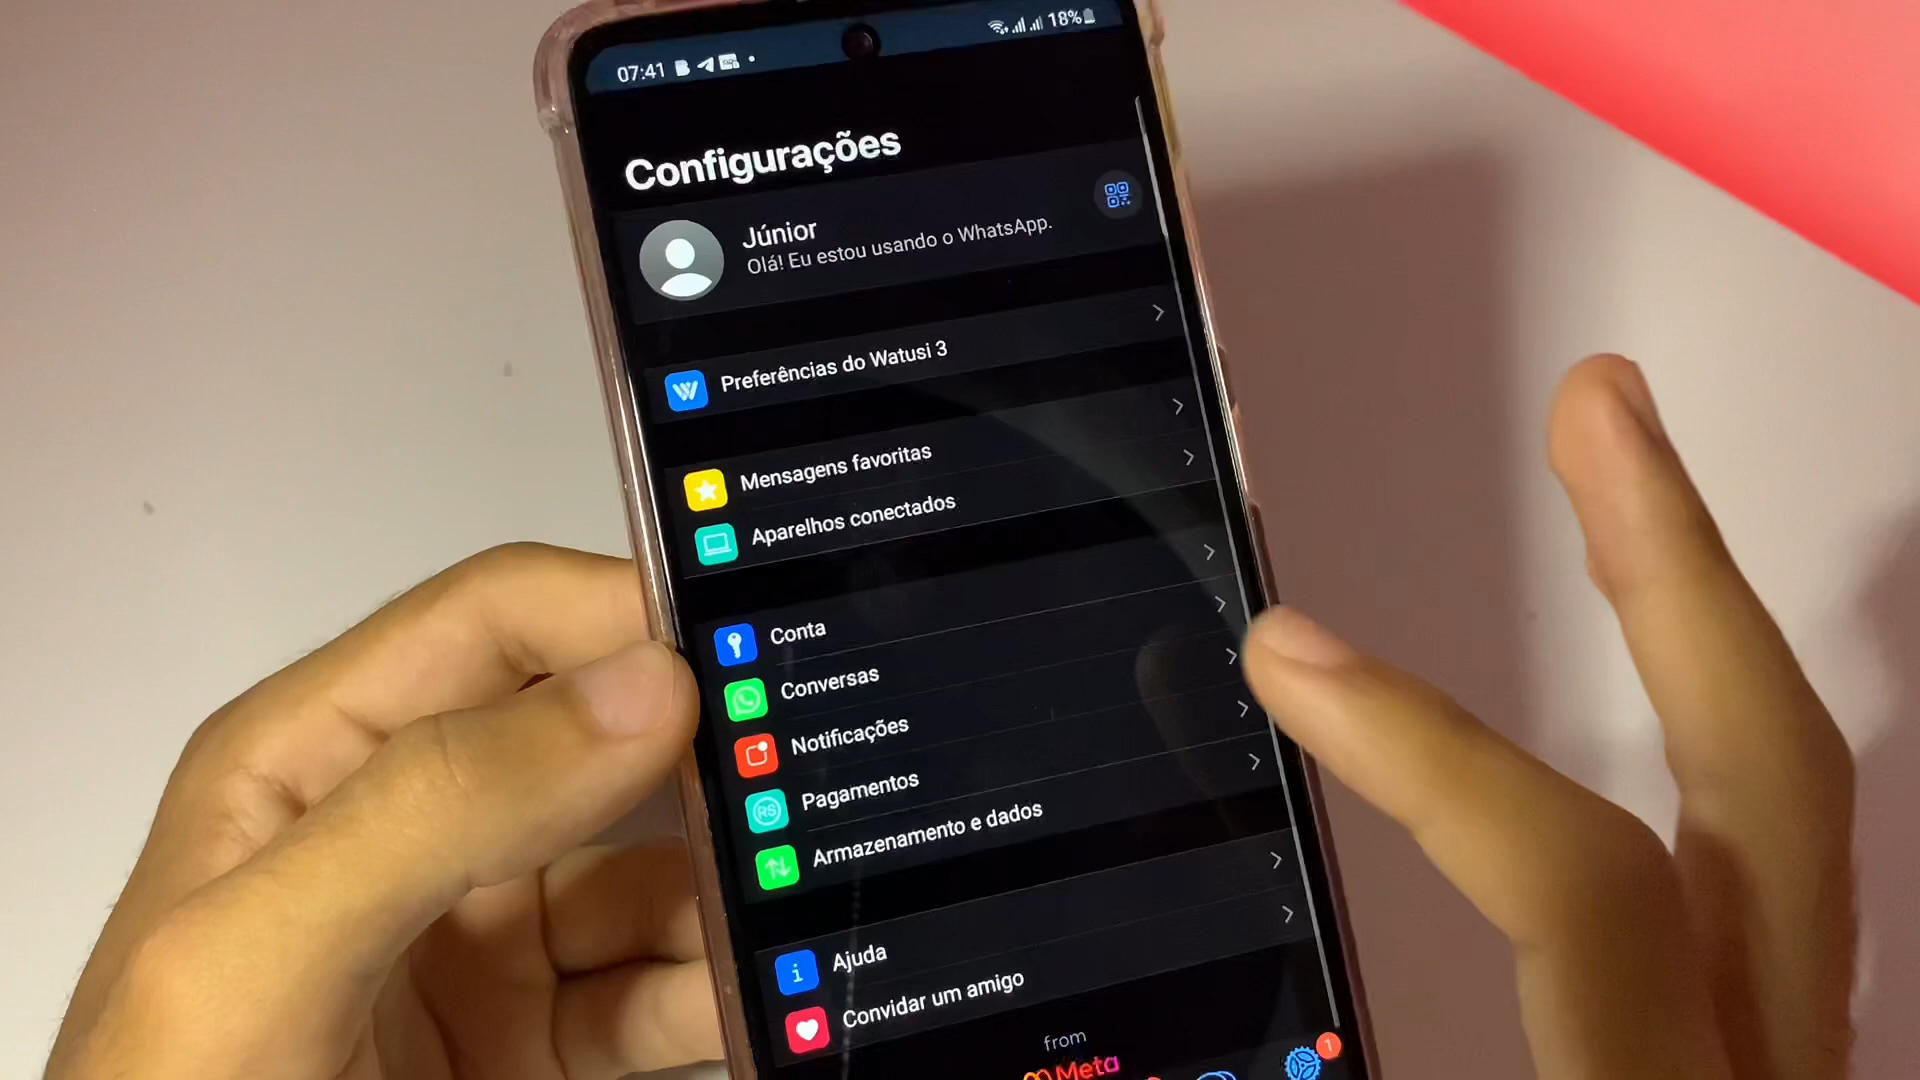 07:41
18%
Configurações
Júnior
Olá! Eu estou usando o WhatsApp.
Preferências do Watusi 3
Mensagens favoritas
Aparelhos conectados
Conta
Conversas
Notificações
R$
Pagamentos
Armazenamento e dados
Ajuda
Convidar um amigo
from
Meta
1